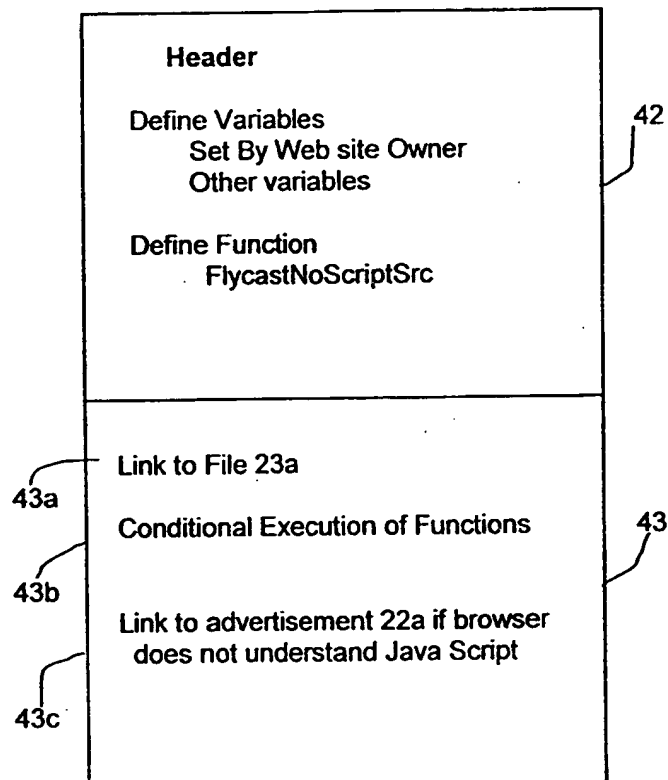 Header
Define Variables
Set By Web site Owner
Other variables
42
Define Function
FlycastNoScriptSrc
Link to File 23a
43a
Conditional Execution of Functions
43
43b
Link to advertisement 22a if browser
does not understand Java Script
43c